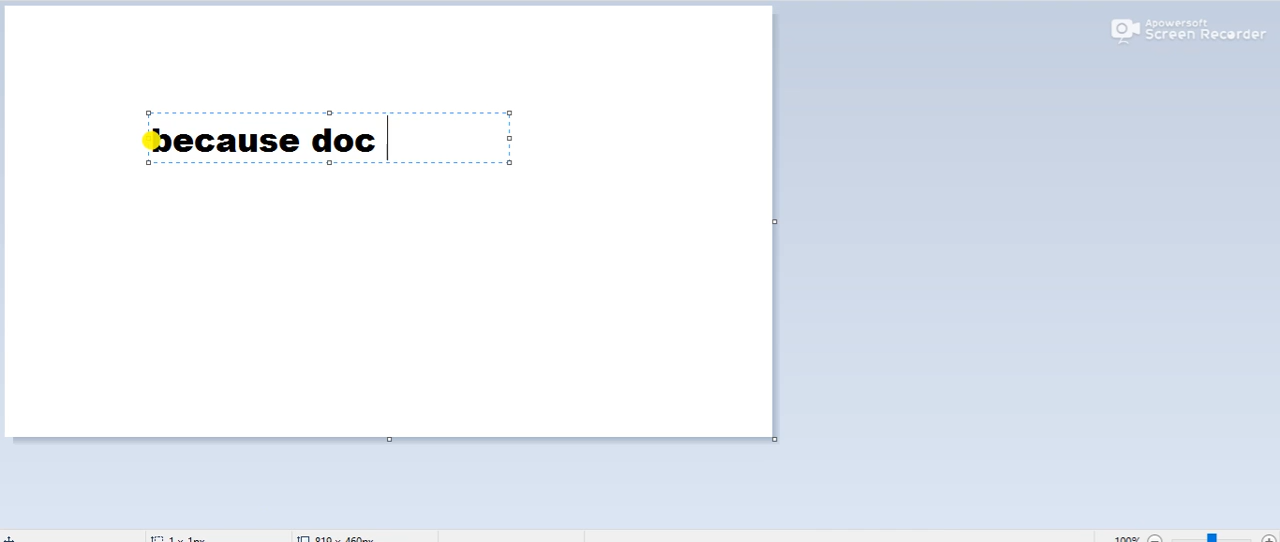 Apowersoft
Screen Recorder
because doc
1 × 1px
819 × 460px
100%